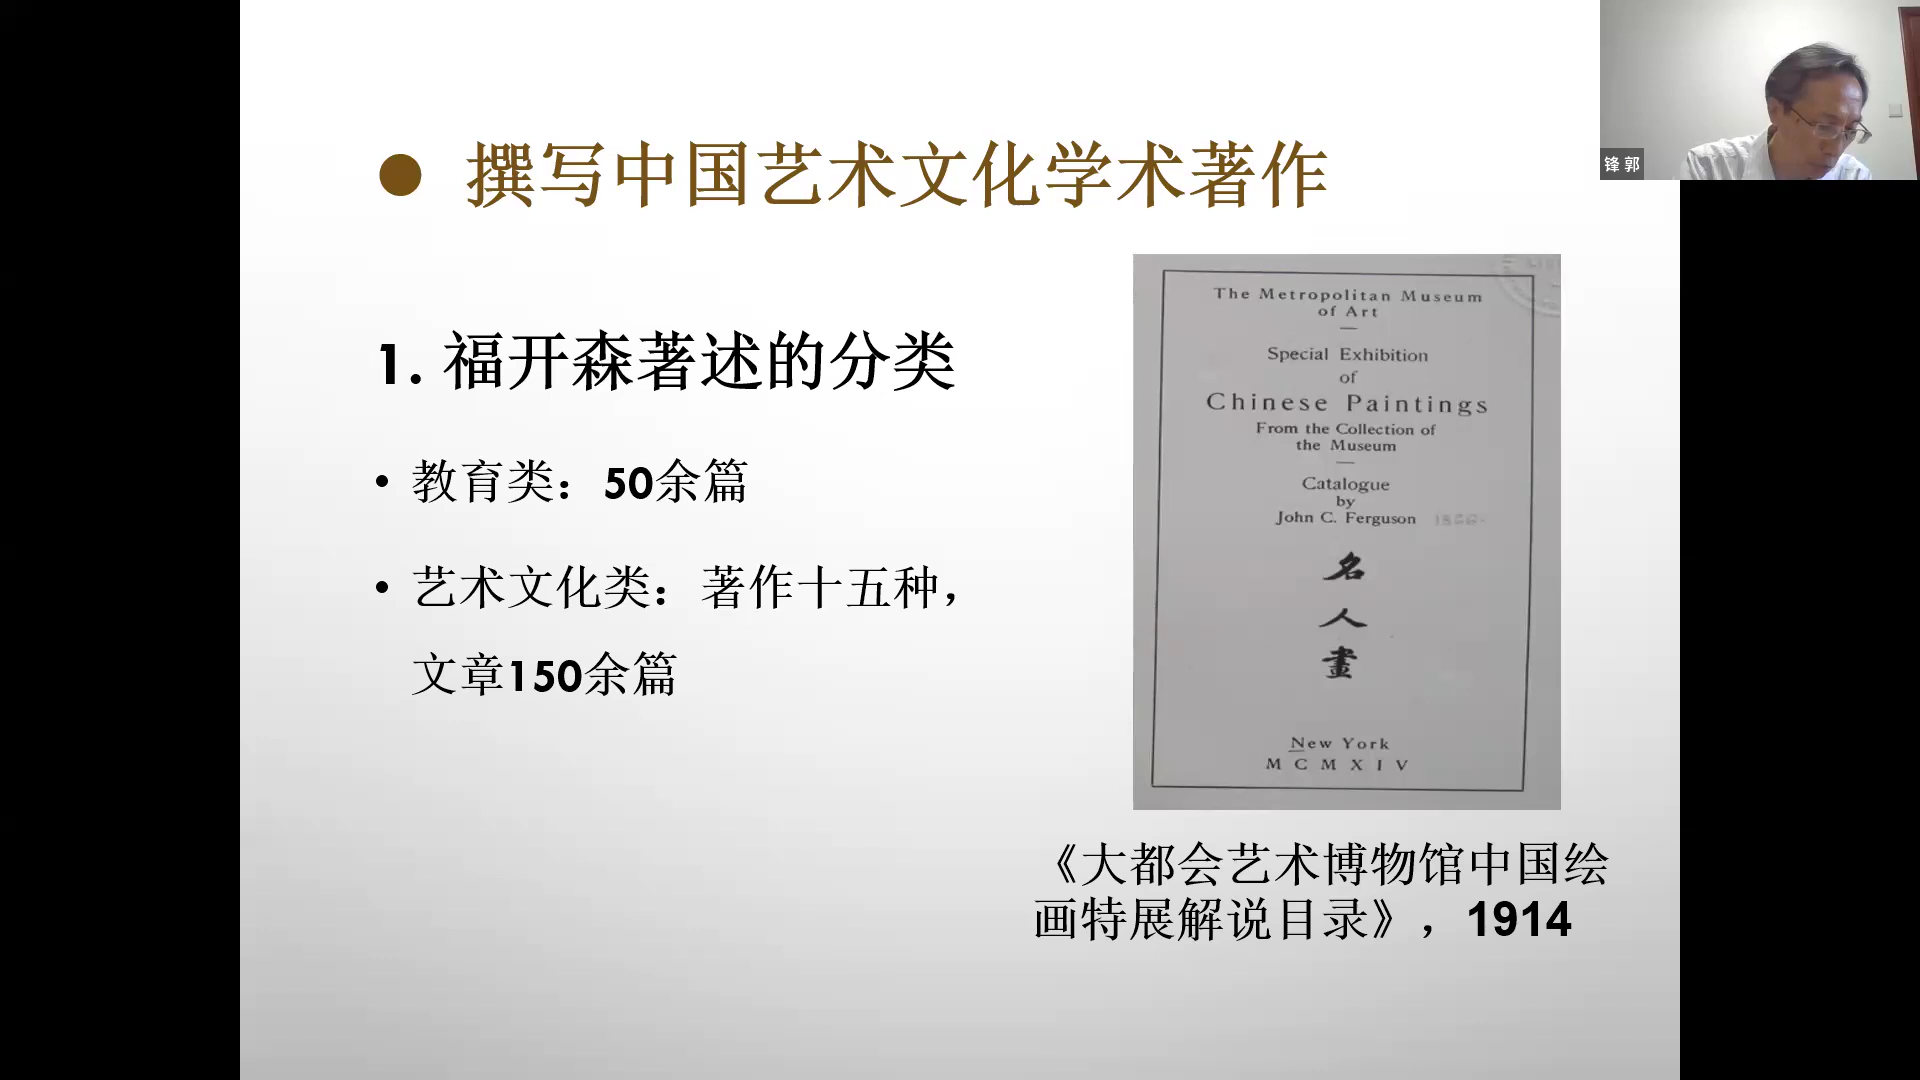 ● 撰写中国艺术文化学术著作
1. 福开森著述的分类
• 教育类：50余篇
• 艺术文化类：著作十五种，
文章150余篇
The Metropolitan Museum
of Art
Special Exhibition
of
Chinese Paintings
From the Collection of
the Museum
Catalogue
by
John C. Ferguson
名
人
畫
New York
M C M X I V
《大都会艺术博物馆中国绘
画特展解说目录》，1914
锋 郭